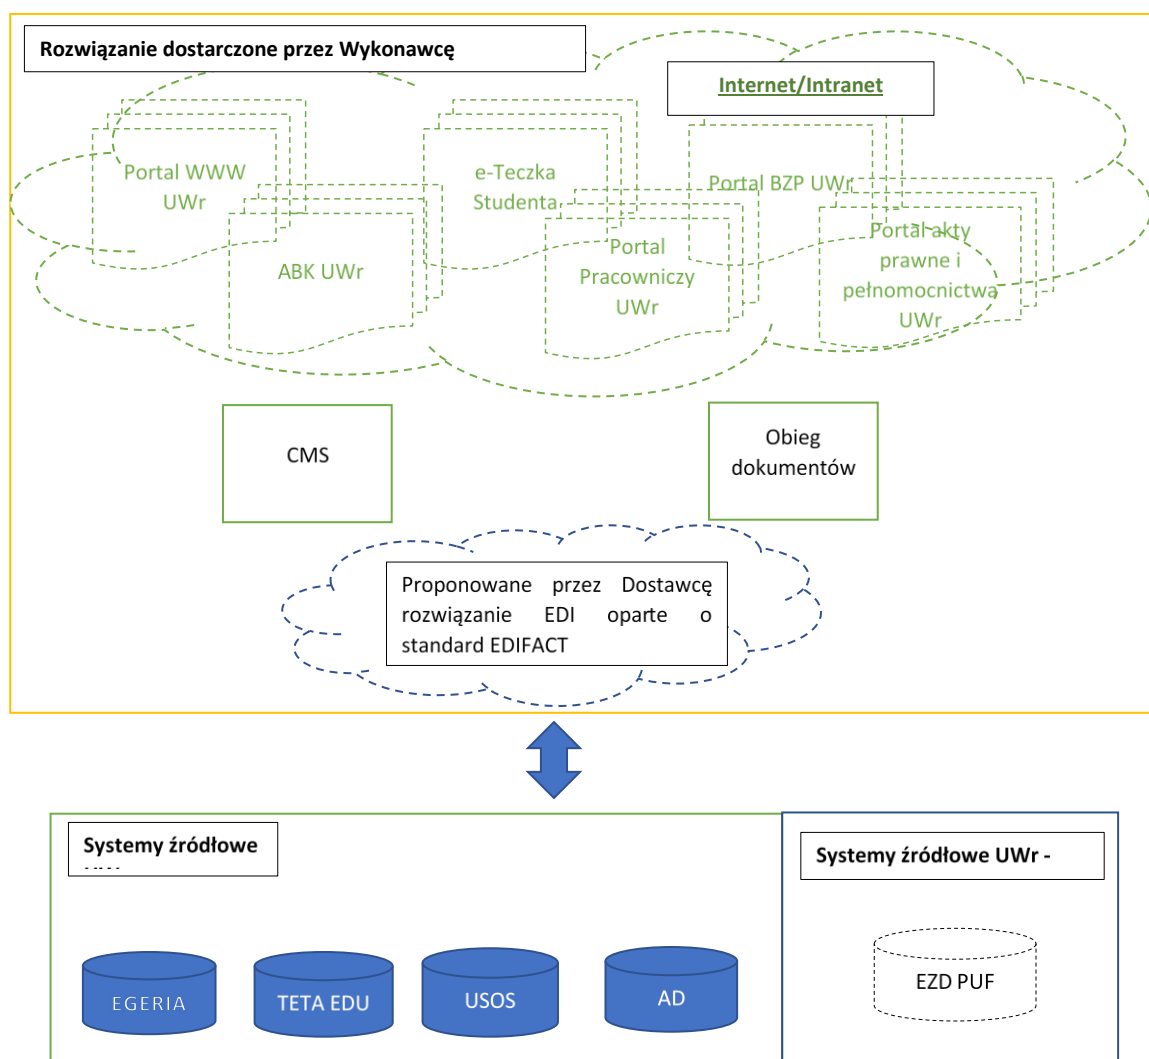 Rozwiązanie dostarczone przez Wykonawcę
Internet/Intranet
Portal WWW
UWr
e-Teczka
Studenta
Portal BZP UWr
ABK UWr
Portal
Pracowniczy
UWr
Portal akty
prawne i
pełnomocnictwa
UWr
CMS
Obieg
dokumentów
Proponowane przez Dostawcę
rozwiązanie EDI oparte o
standard EDIFACT
Systemy źródłowe
Systemy źródłowe UWr -
EGERIA
TETA EDU
USOS
AD
EZD PUF